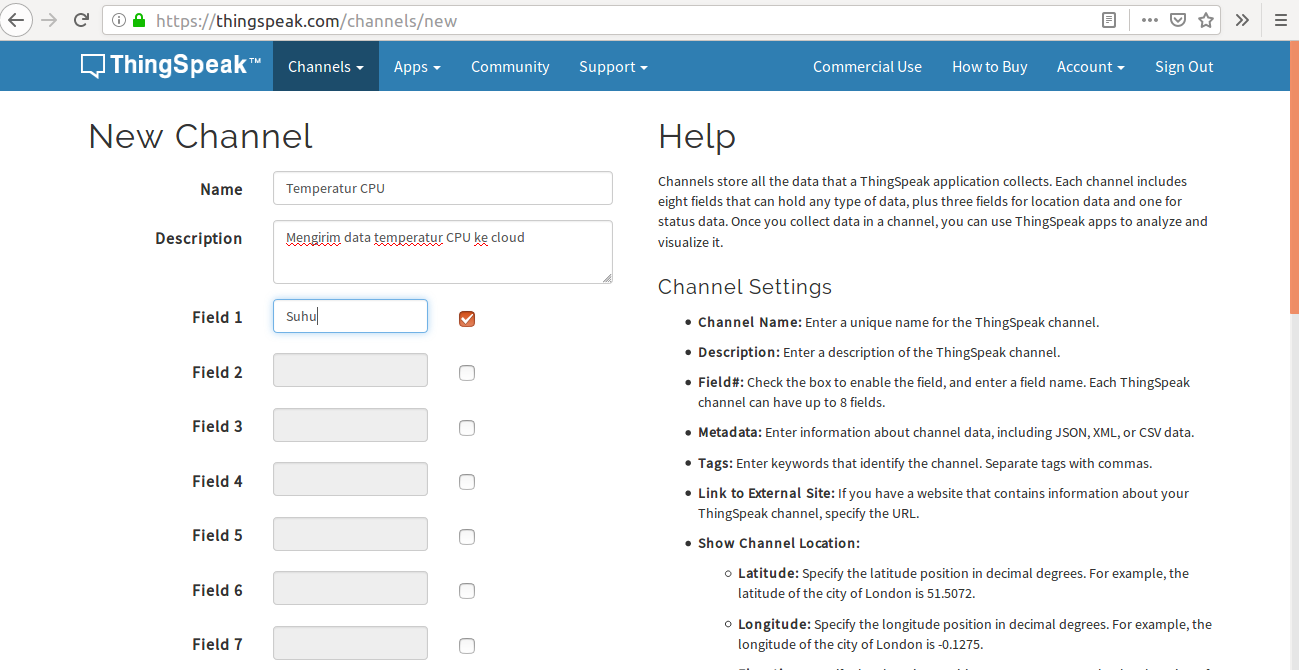 https://thingspeak.com/channels/new
ThingSpeak™
Channels
Apps
Community
Support
Commercial Use
How to Buy
Account
Sign Out
New Channel
Name
Temperatur CPU
Description
Mengirim data temperatur CPU ke cloud
Field 1
Suhu
Field 2
Field 3
Field 4
Field 5
Field 6
Field 7
Help
Channels store all the data that a ThingSpeak application collects. Each channel includes
eight fields that can hold any type of data, plus three fields for location data and one for
status data. Once you collect data in a channel, you can use ThingSpeak apps to analyze and
visualize it.
Channel Settings
• Channel Name: Enter a unique name for the ThingSpeak channel.
• Description: Enter a description of the ThingSpeak channel.
• Field#: Check the box to enable the field, and enter a field name. Each ThingSpeak
channel can have up to 8 fields.
• Metadata: Enter information about channel data, including JSON, XML, or CSV data.
• Tags: Enter keywords that identify the channel. Separate tags with commas.
• Link to External Site: If you have a website that contains information about your
ThingSpeak channel, specify the URL.
• Show Channel Location:
○ Latitude: Specify the latitude position in decimal degrees. For example, the
latitude of the city of London is 51.5072.
○ Longitude: Specify the longitude position in decimal degrees. For example, the
longitude of the city of London is -0.1275.